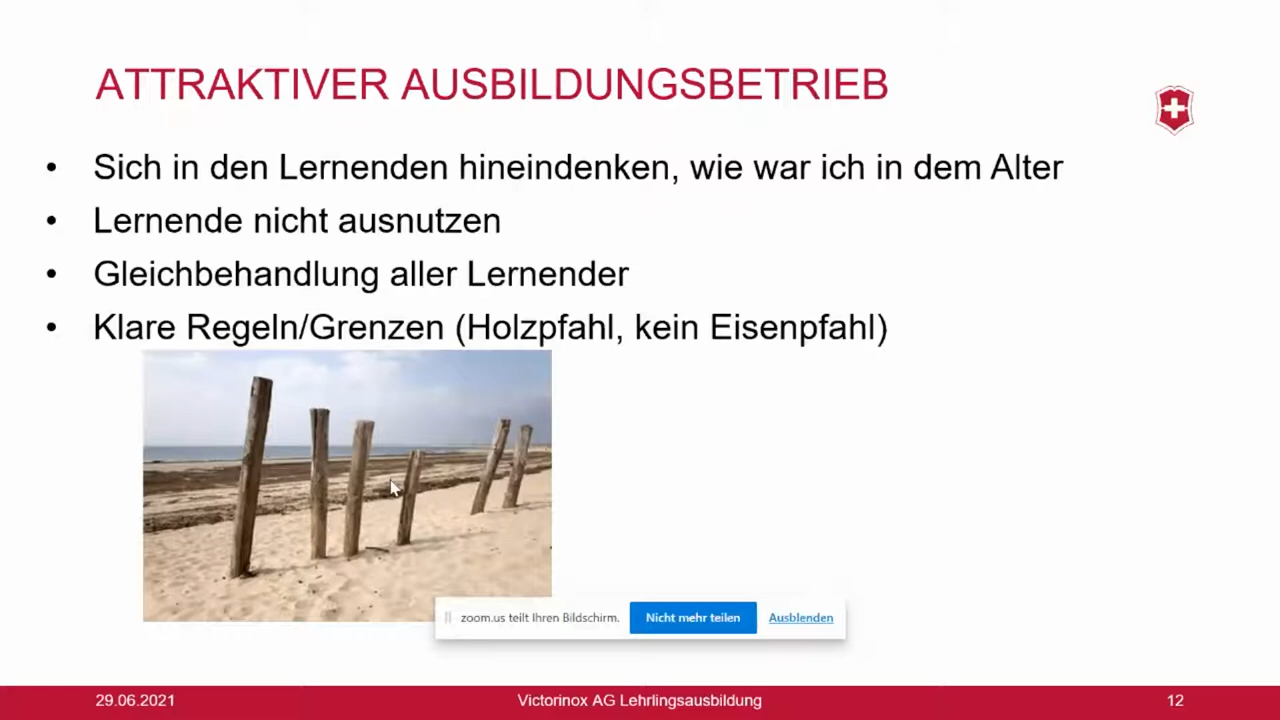 ATTRAKTIVER AUSBILDUNGSBETRIEB
• Sich in den Lernenden hineindenken, wie war ich in dem Alter
• Lernende nicht ausnutzen
• Gleichbehandlung aller Lernender
• Klare Regeln/Grenzen (Holzpfahl, kein Eisenpfahl)
zoom.us teilt Ihren Bildschirm. Nicht mehr teilen Ausblenden
29.06.2021 Victorinox AG Lehrlingsausbildung 12